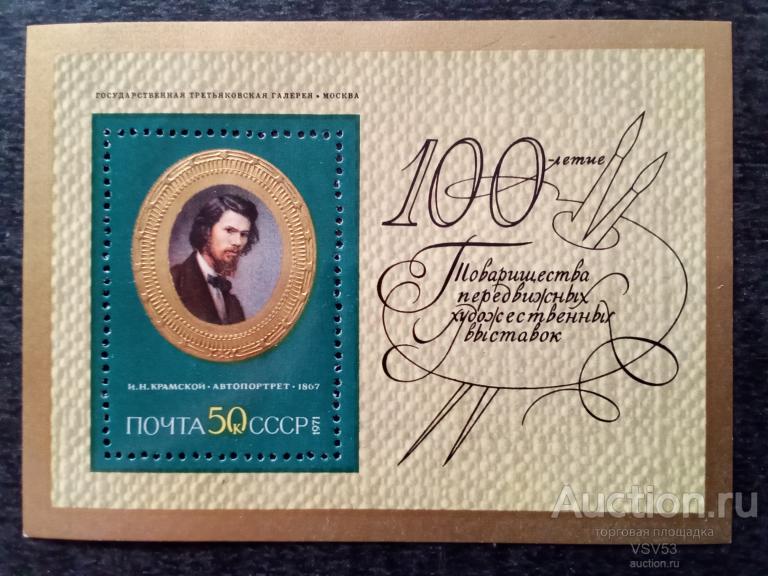 ГОСУДАРСТВЕННАЯ ТРЕТЬЯКОВСКАЯ ГАЛЕРЕЯ • МОСКВА
100-летие
Товарищества
передвижных
художественных
выставок
И.Н. КРАМСКОЙ • АВТОПОРТРЕТ • 1867
ПОЧТА 50К СССР 1971
Auction.ru
торговая площадка
VSV53
auction.ru